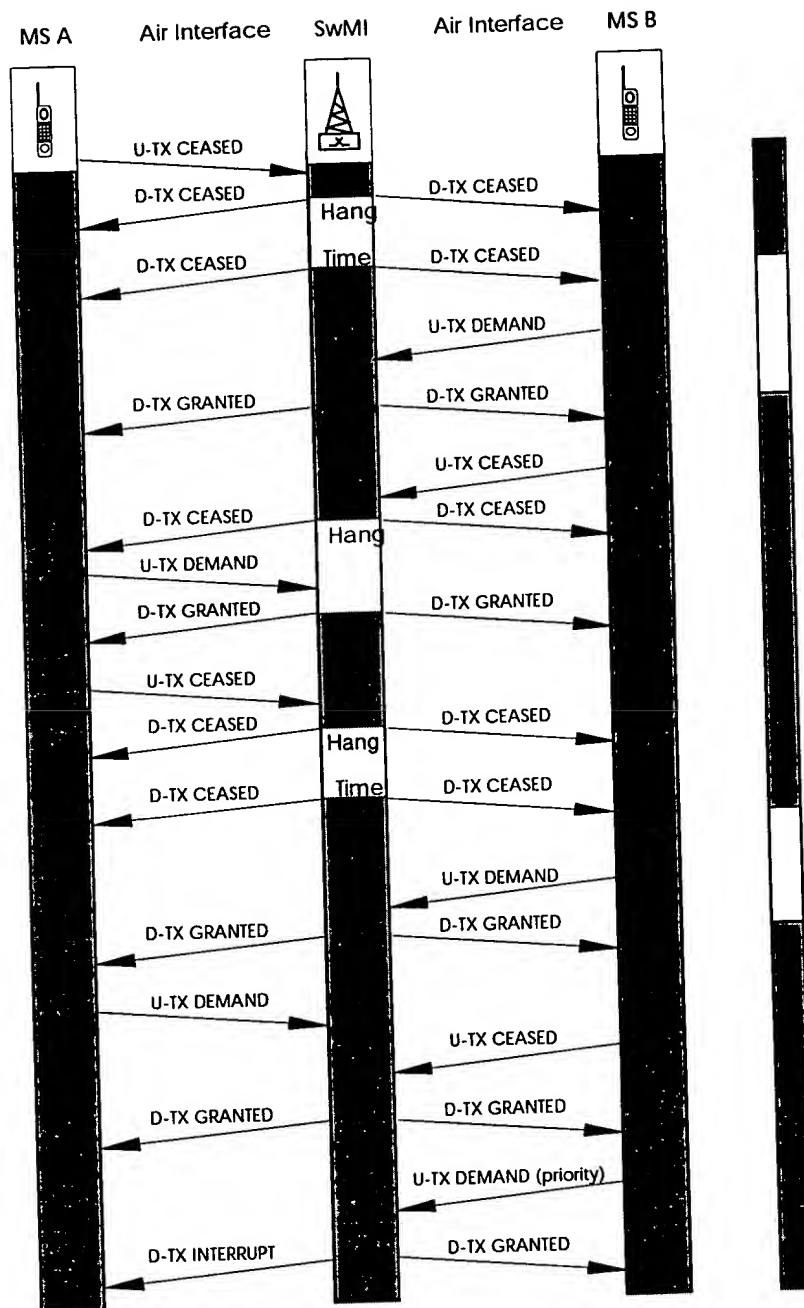 MS A Air Interface SwMI Air Interface MS B
U-TX CEASED
D-TX CEASED D-TX CEASED
Hang
Time
D-TX CEASED D-TX CEASED
U-TX DEMAND
D-TX GRANTED D-TX GRANTED
U-TX CEASED
D-TX CEASED D-TX CEASED
Hang
U-TX DEMAND
D-TX GRANTED D-TX GRANTED
U-TX CEASED
D-TX CEASED D-TX CEASED
Hang
Time
D-TX CEASED D-TX CEASED
U-TX DEMAND
D-TX GRANTED D-TX GRANTED
U-TX DEMAND
U-TX CEASED
D-TX GRANTED D-TX GRANTED
U-TX DEMAND (priority)
D-TX INTERRUPT D-TX GRANTED